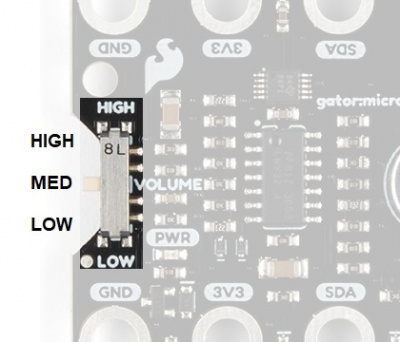 GND 3V3 SDA
HIGH
gator:micro
HIGH
8L
MED
VOLUME
LOW
PWR
LOW
GND 3V3 SDA